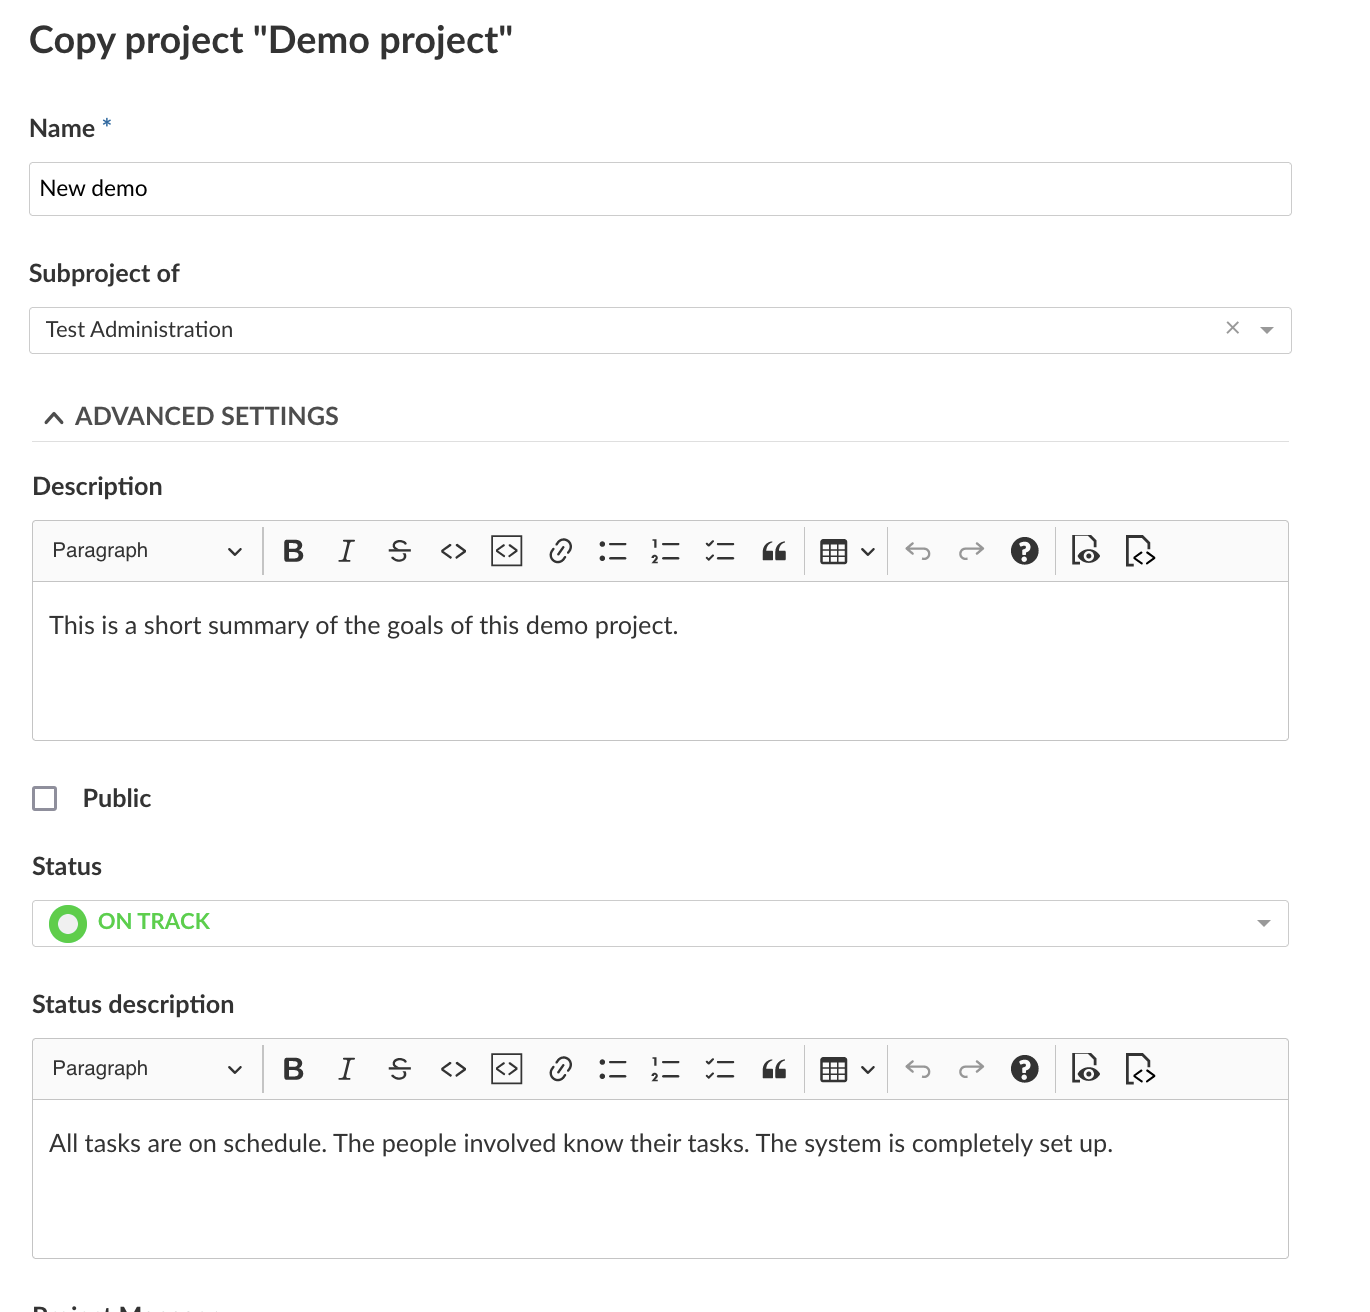 Copy project "Demo project"
Name *
New demo
Subproject of
Test Administration
ADVANCED SETTINGS
Description
Paragraph
This is a short summary of the goals of this demo project.
Public
Status
ON TRACK
Status description
Paragraph
All tasks are on schedule. The people involved know their tasks. The system is completely set up.